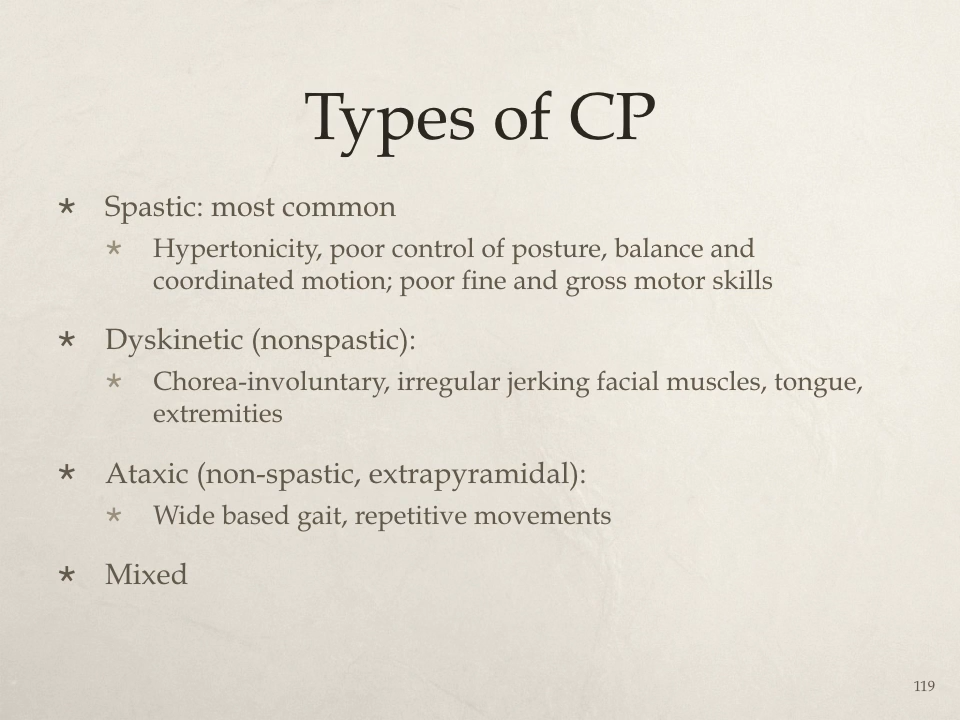 Types of CP
* Spastic: most common
* Hypertonicity, poor control of posture, balance and
coordinated motion; poor fine and gross motor skills
* Dyskinetic (nonspastic):
* Chorea-involuntary, irregular jerking facial muscles, tongue,
extremities
* Ataxic (non-spastic, extrapyramidal):
* Wide based gait, repetitive movements
* Mixed
119